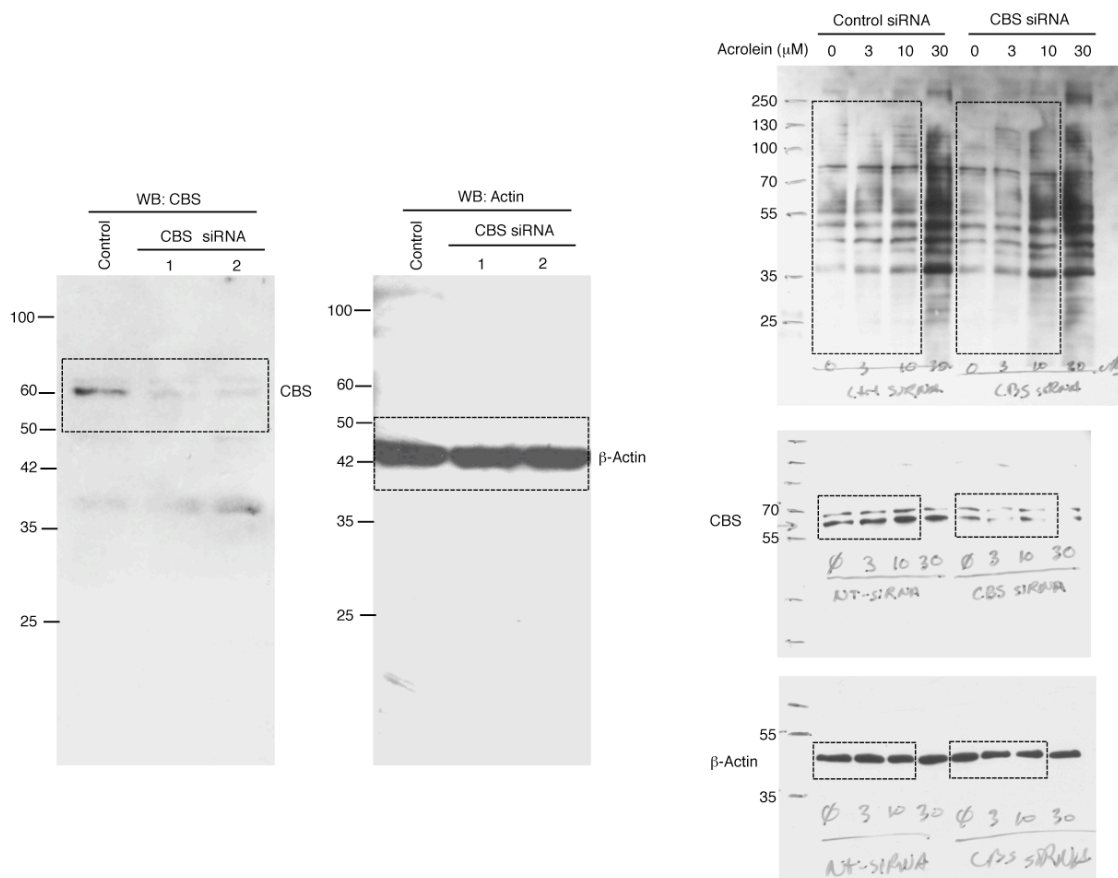 WB: CBS
Control
CBS siRNA
1 2
100
60
50
42
35
25
CBS
WB: Actin
Control
CBS siRNA
1 2
100
60
50
42
35
25
β-Actin
Control siRNA CBS siRNA
Acrolein (μM) 0 3 10 30 0 3 10 30
250
130
100
70
55
35
25
0 3 10 30 0 3 10 30
siRNA CBS siRNA
CBS
70
55
Ø 3 10 30 Ø 3 10 30
NT-siRNA CBS siRNA
β-Actin
55
35
Ø 3 10 30 Ø 3 10 30
NT-siRNA CBS siRNA